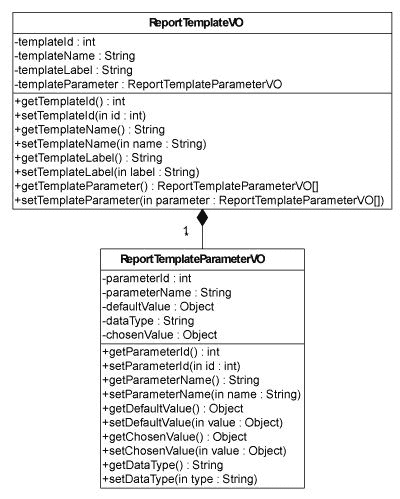 ReportTemplateVO
-templateId : int
-templateName : String
-templateLabel : String
-templateParameter : ReportTemplateParameterVO
+getTemplateId() : int
+setTemplateId(in id : int)
+getTemplateName() : String
+setTemplateName(in name : String)
+getTemplateLabel() : String
+setTemplateLabel(in label : String)
+getTemplateParameter() : ReportTemplateParameterVO[]
+setTemplateParameter(in parameter : ReportTemplateParameterVO[])
1
ReportTemplateParameterVO
-parameterId : int
-parameterName : String
-defaultValue : Object
-dataType : String
-chosenValue : Object
+getParameterId() : int
+setParameterId(in id : int)
+getParameterName() : String
+setParameterName(in name : String)
+getDefaultValue() : Object
+setDefaultValue(in value : Object)
+getChosenValue() : Object
+setChosenValue(in value : Object)
+getDataType() : String
+setDataType(in type : String)